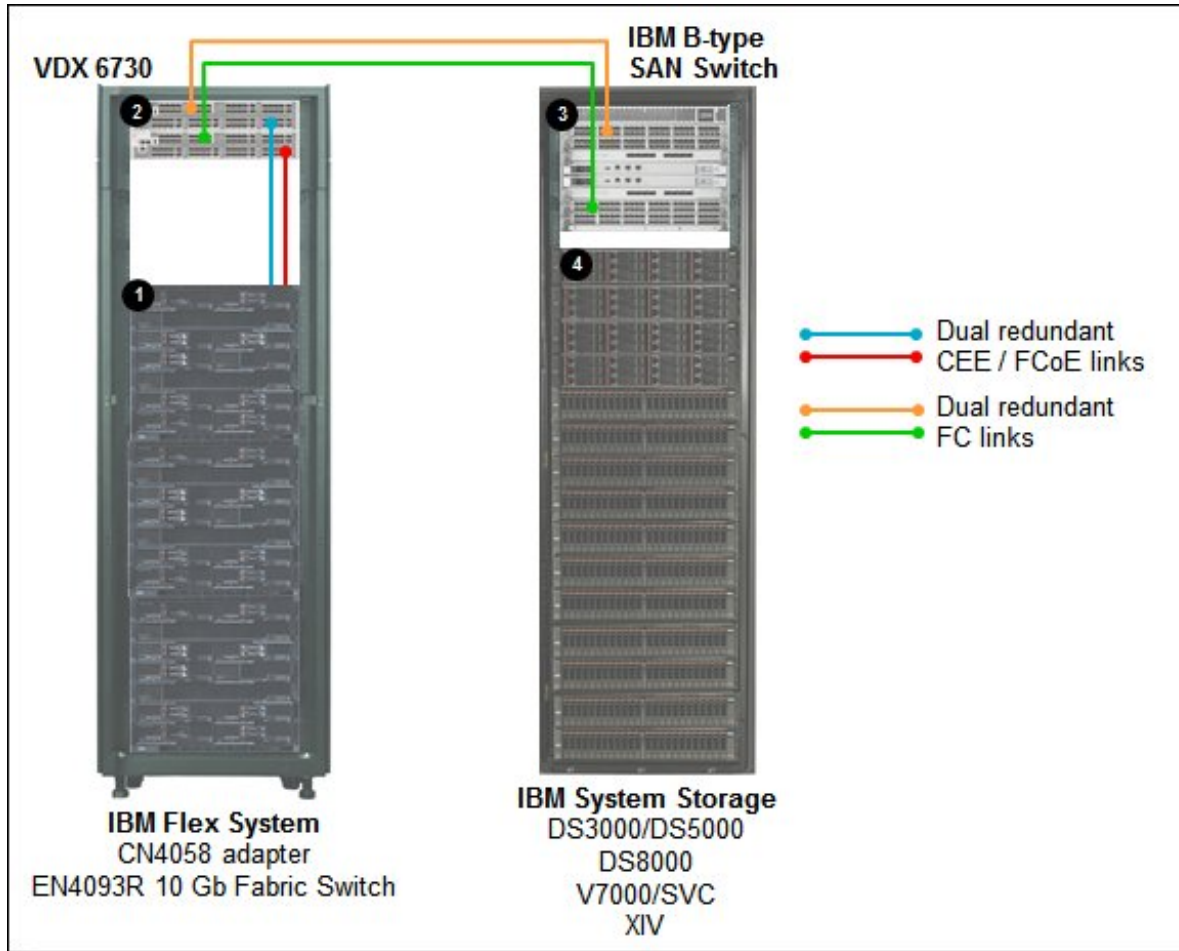 VDX 6730
IBM B-type
SAN Switch
2
3
4
1
Dual redundant
CEE / FCoE links
Dual redundant
FC links
IBM Flex System
CN4058 adapter
EN4093R 10 Gb Fabric Switch
IBM System Storage
DS3000/DS5000
DS8000
V7000/SVC
XIV